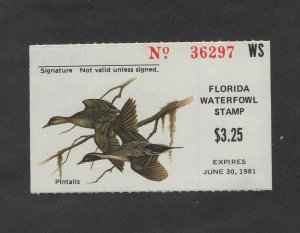 Nº 36297 WS
Signature Not valid unless signed.
FLORIDA
WATERFOWL
STAMP
$3.25
EXPIRES
JUNE 30, 1981
Pintails